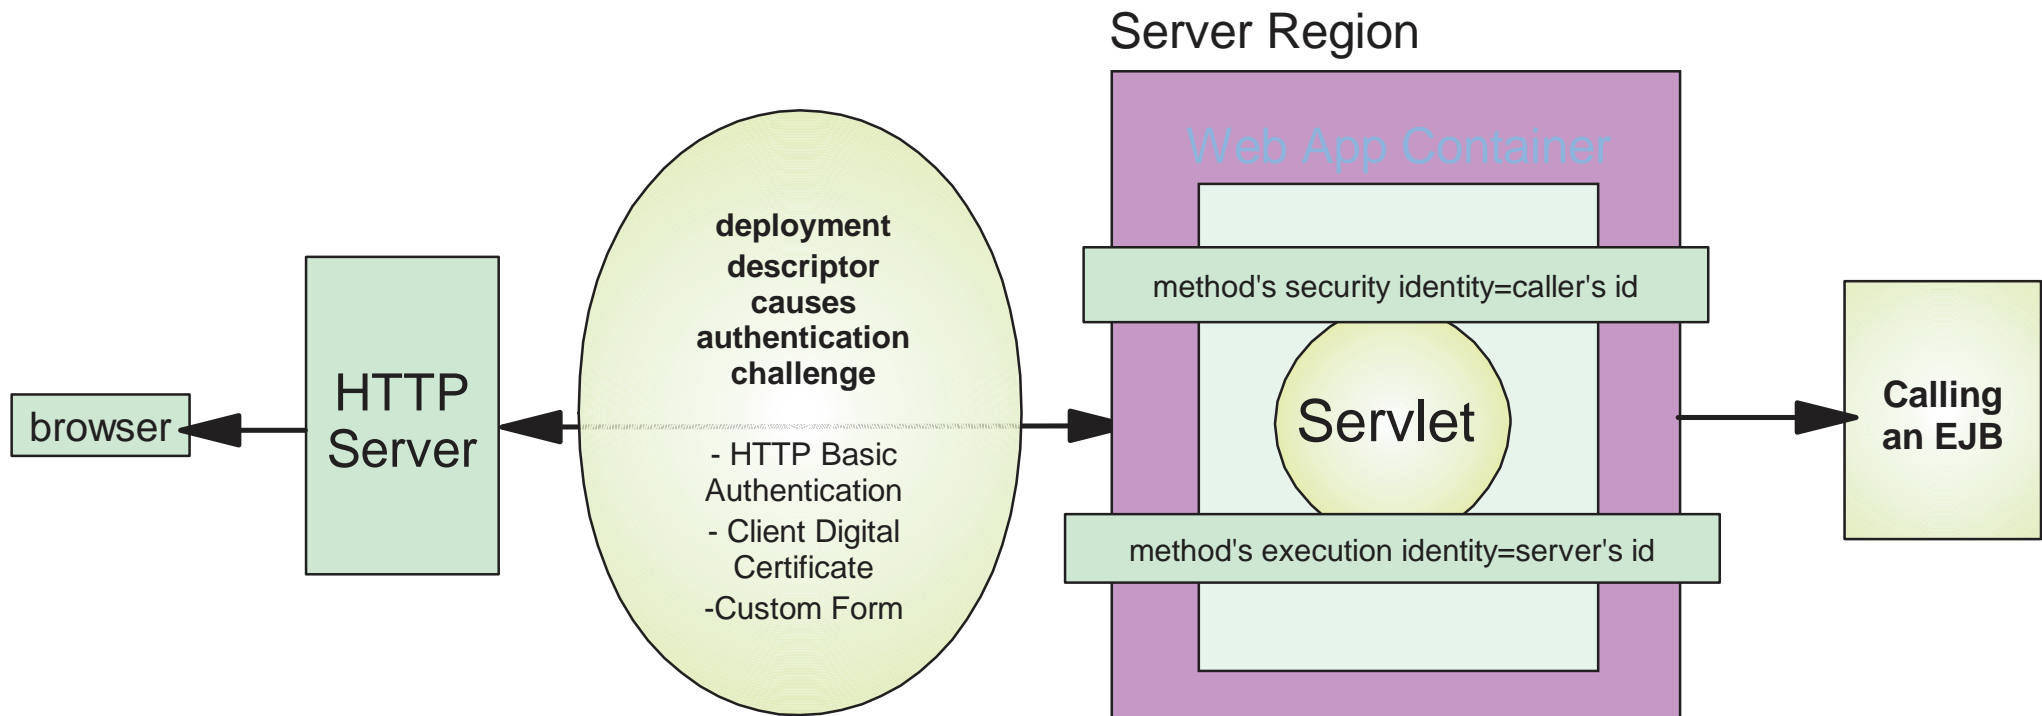 Server Region
Web App Container
deployment
descriptor
causes
authentication
challenge
- HTTP Basic
Authentication
- Client Digital
Certificate
-Custom Form
browser
HTTP
Server
method's security identity=caller's id
Servlet
method's execution identity=server's id
Calling
an EJB